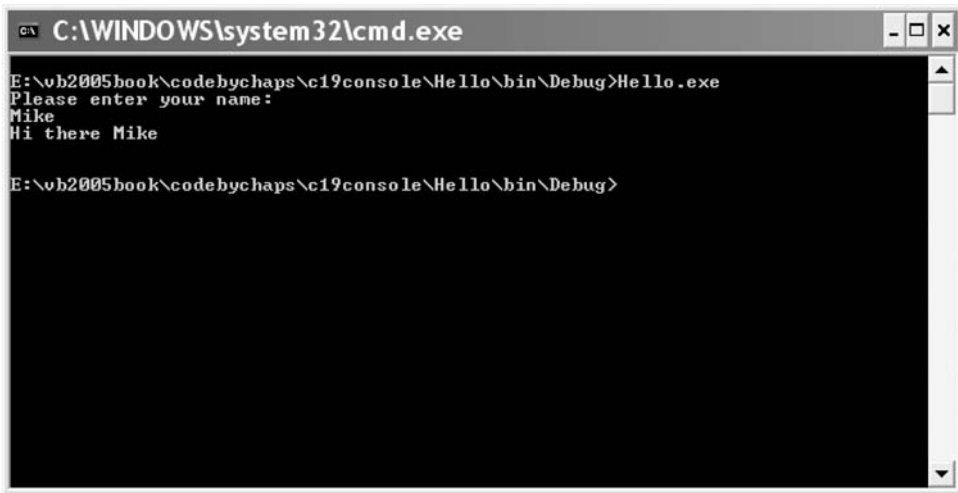 C:\WINDOWS\system32\cmd.exe
E:\vb2005book\codebychaps\c19console\Hello\bin\Debug>Hello.exe
Please enter your name:
Mike
Hi there Mike
E:\vb2005book\codebychaps\c19console\Hello\bin\Debug>